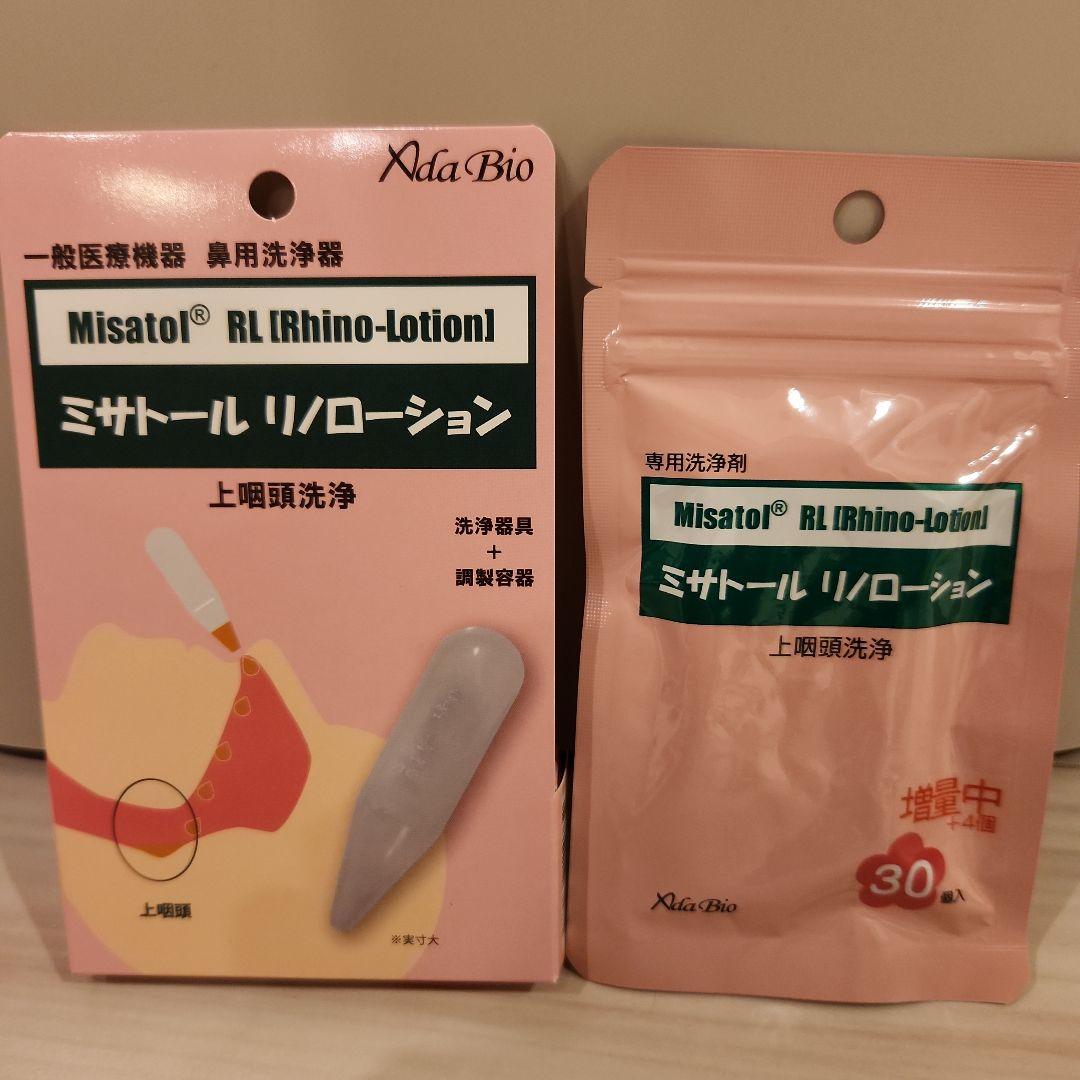 Ada Bio
一般医療機器 鼻用洗浄器
Misatol® RL [Rhino-Lotion]
ミサトール リノローション
上咽頭洗浄
洗浄器具
+
調製容器
上咽頭
※実寸大
専用洗浄剤
Misatol® RL [Rhino-Lotion]
ミサトール リノローション
上咽頭洗浄
増量中
+4個
30個入
Ada Bio